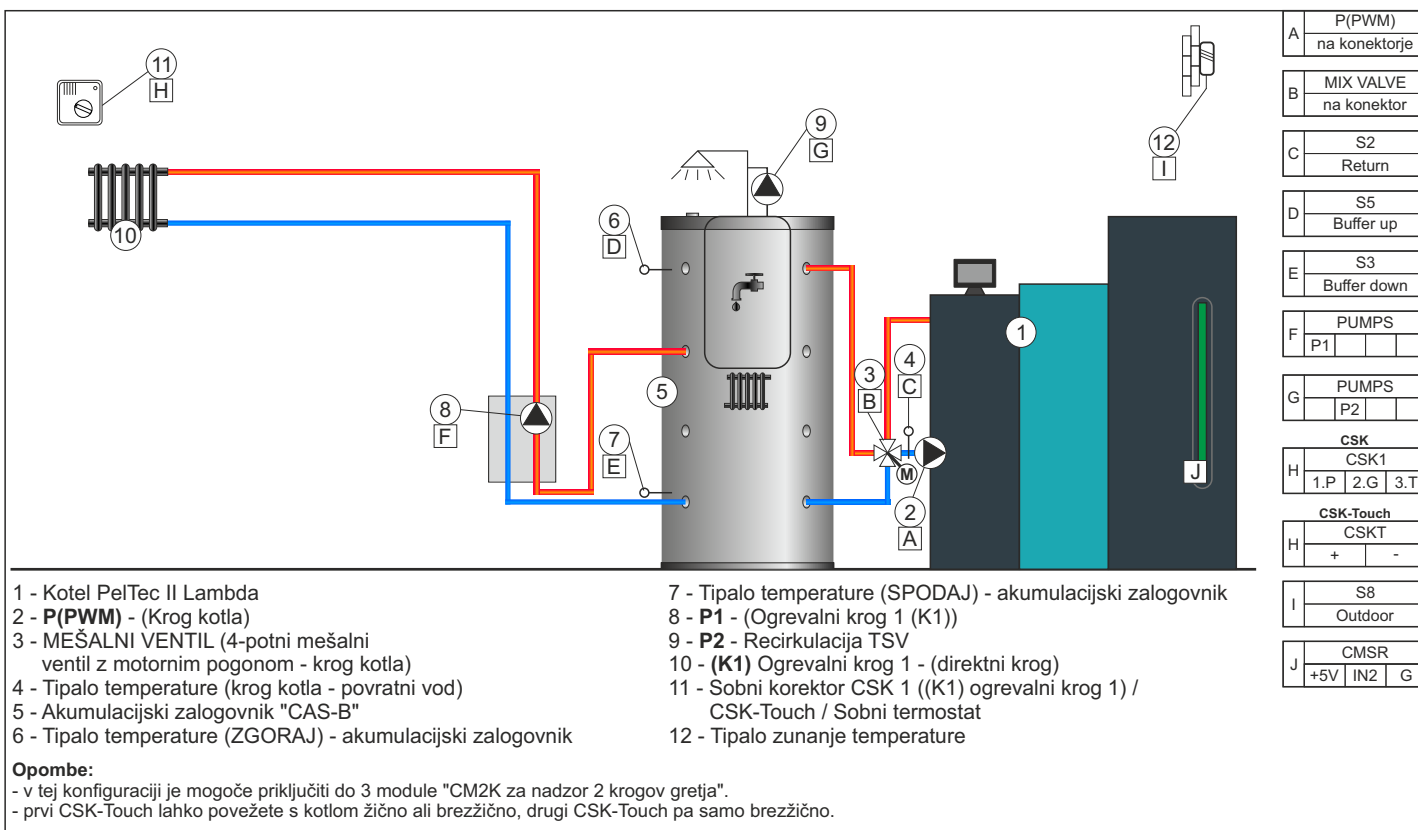 11
H
10
12
I
9
G
6
D
1
4
C
3
B
5
8
F
7
E
M
J
2
A
A
P(PWM)
na konektorje
B
MIX VALVE
na konektor
C
S2
Return
D
S5
Buffer up
E
S3
Buffer down
F
PUMPS
P1
G
PUMPS
P2
CSK
H
CSK1
1.P 2.G 3.T
CSK-Touch
H
CSKT
+ -
I
S8
Outdoor
J
CMSR
+5V IN2 G
1 - Kotel PelTec II Lambda
2 - P(PWM) - (Krog kotla)
3 - MEŠALNI VENTIL (4-potni mešalni
ventil z motornim pogonom - krog kotla)
4 - Tipalo temperature (krog kotla - povratni vod)
5 - Akumulacijski zalogovnik "CAS-B"
6 - Tipalo temperature (ZGORAJ) - akumulacijski zalogovnik
7 - Tipalo temperature (SPODAJ) - akumulacijski zalogovnik
8 - P1 - (Ogrevalni krog 1 (K1))
9 - P2 - Recirkulacija TSV
10 - (K1) Ogrevalni krog 1 - (direktni krog)
11 - Sobni korektor CSK 1 ((K1) ogrevalni krog 1) /
CSK-Touch / Sobni termostat
12 - Tipalo zunanje temperature
Opombe:
- v tej konfiguraciji je mogoče priključiti do 3 module "CM2K za nadzor 2 krogov gretja".
- prvi CSK-Touch lahko povežete s kotlom žično ali brezžično, drugi CSK-Touch pa samo brezžično.